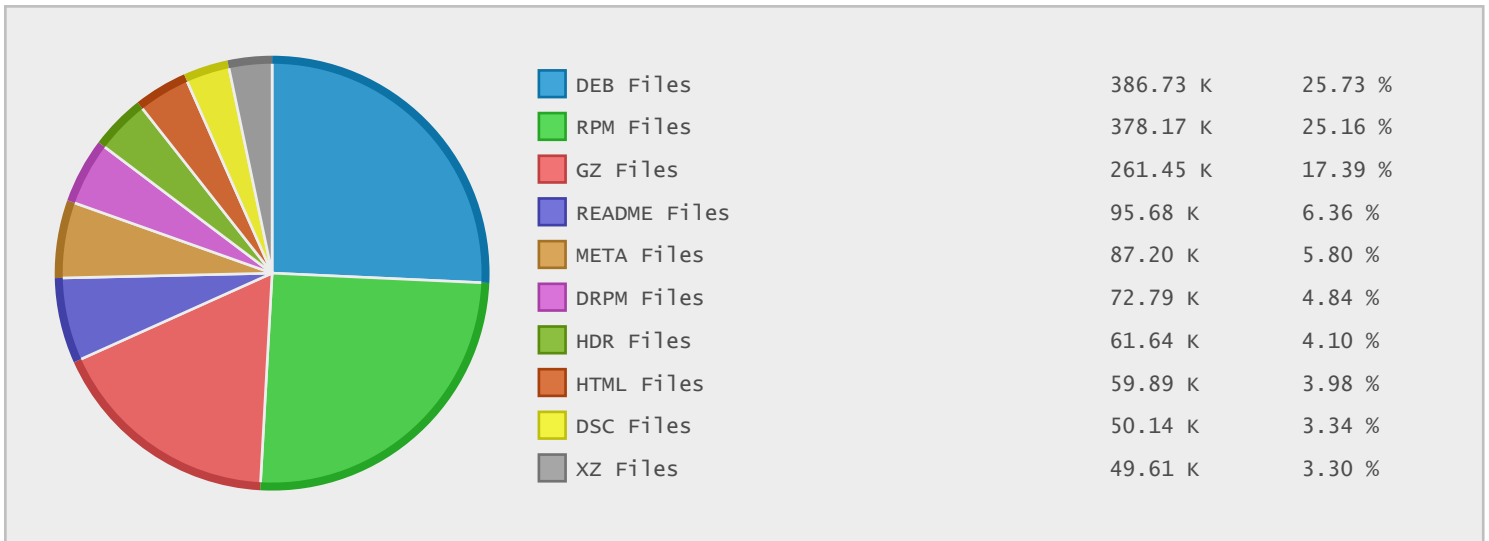 DEB Files 386.73 K 25.73 %
RPM Files 378.17 K 25.16 %
GZ Files 261.45 K 17.39 %
README Files 95.68 K 6.36 %
META Files 87.20 K 5.80 %
DRPM Files 72.79 K 4.84 %
HDR Files 61.64 K 4.10 %
HTML Files 59.89 K 3.98 %
DSC Files 50.14 K 3.34 %
XZ Files 49.61 K 3.30 %